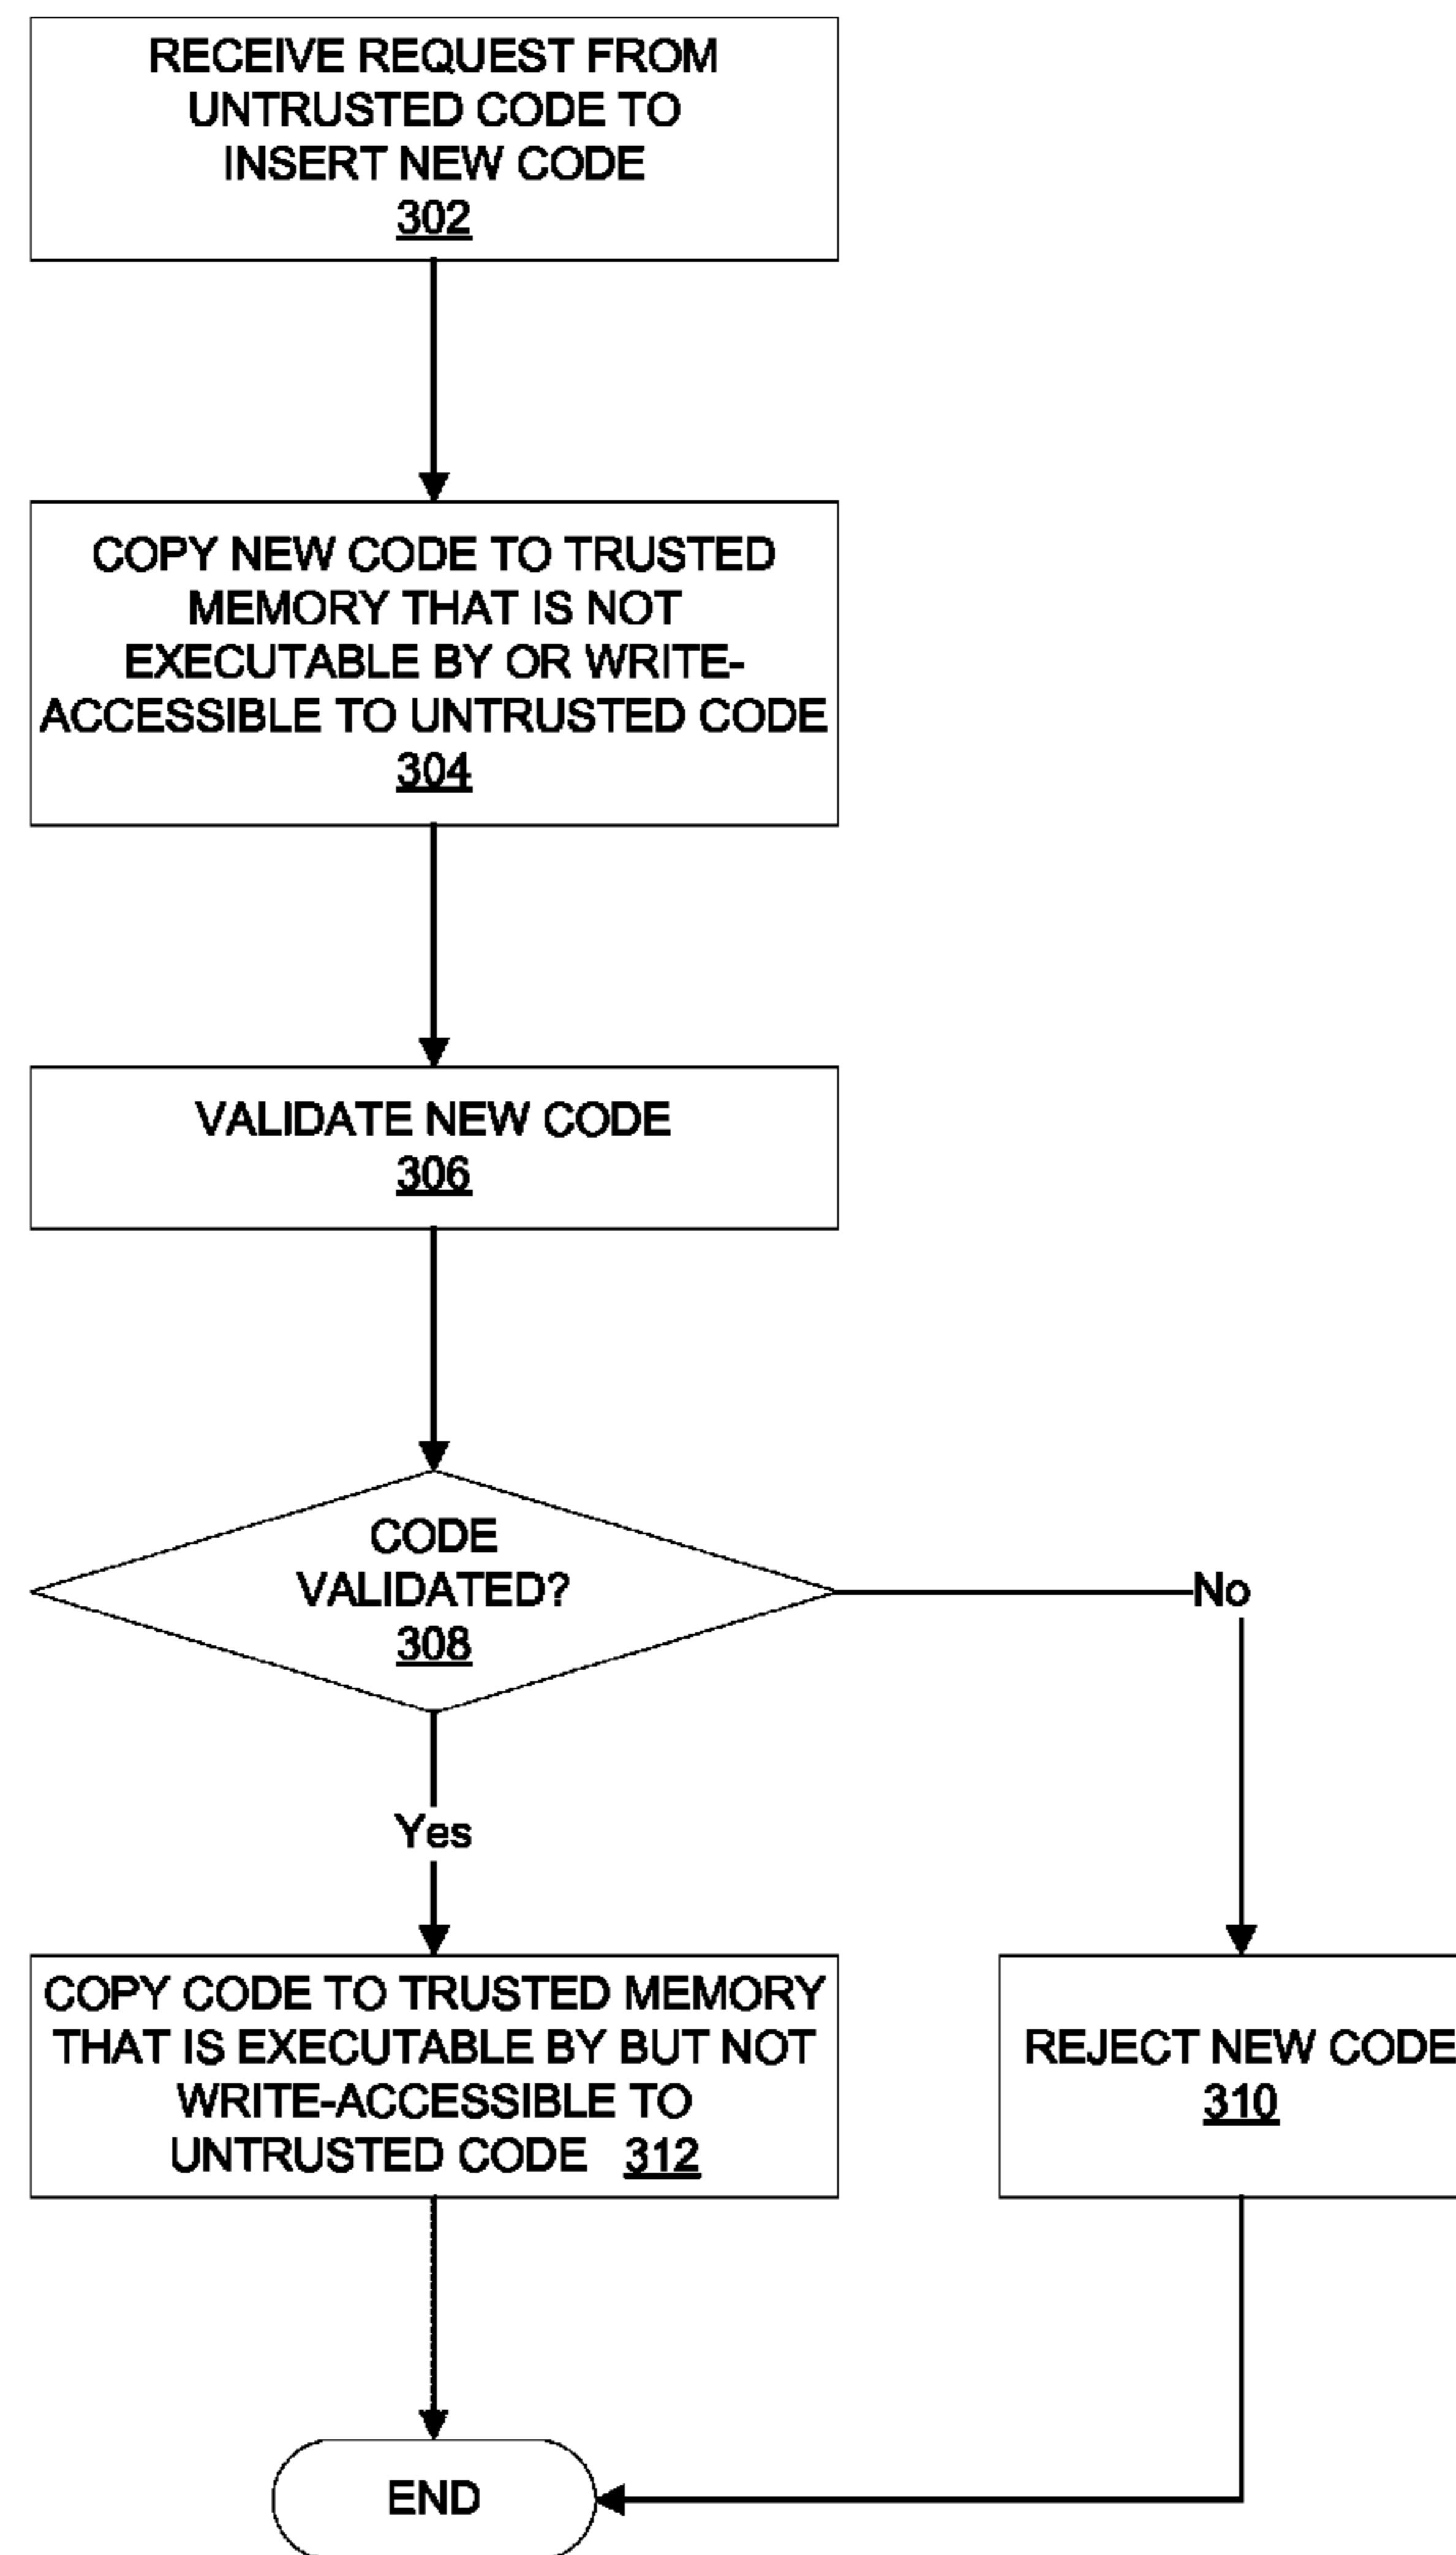 RECEIVE REQUEST FROM
UNTRUSTED CODE TO
INSERT NEW CODE
302
COPY NEW CODE TO TRUSTED
MEMORY THAT IS NOT
EXECUTABLE BY OR WRITE-
ACCESSIBLE TO UNTRUSTED CODE
304
VALIDATE NEW CODE
306
CODE
VALIDATED?
308
No
Yes
COPY CODE TO TRUSTED MEMORY
THAT IS EXECUTABLE BY BUT NOT
WRITE-ACCESSIBLE TO
UNTRUSTED CODE 312
REJECT NEW CODE
310
END